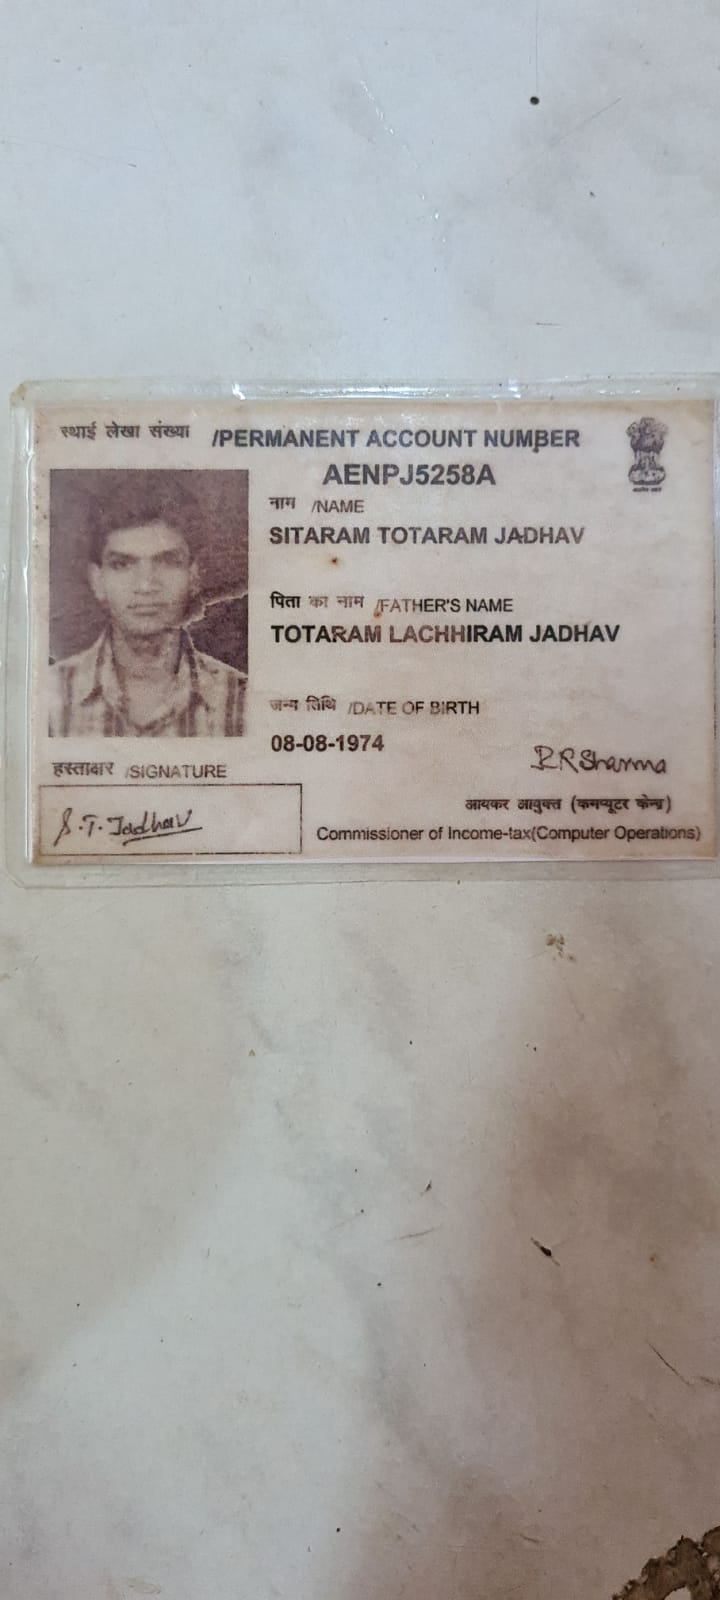 स्थाई लेखा संख्या /PERMANENT ACCOUNT NUMBER
AENPJ5258A
नाम /NAME
SITARAM TOTARAM JADHAV
पिता का नाम /FATHER'S NAME
TOTARAM LACHHIRAM JADHAV
जन्म तिथि /DATE OF BIRTH
08-08-1974
हस्ताक्षर /SIGNATURE
S.T. Jadhav
R R Sharma
आयकर आयुक्त (कमप्यूटर केन्द्र)
Commissioner of Income-tax(Computer Operations)